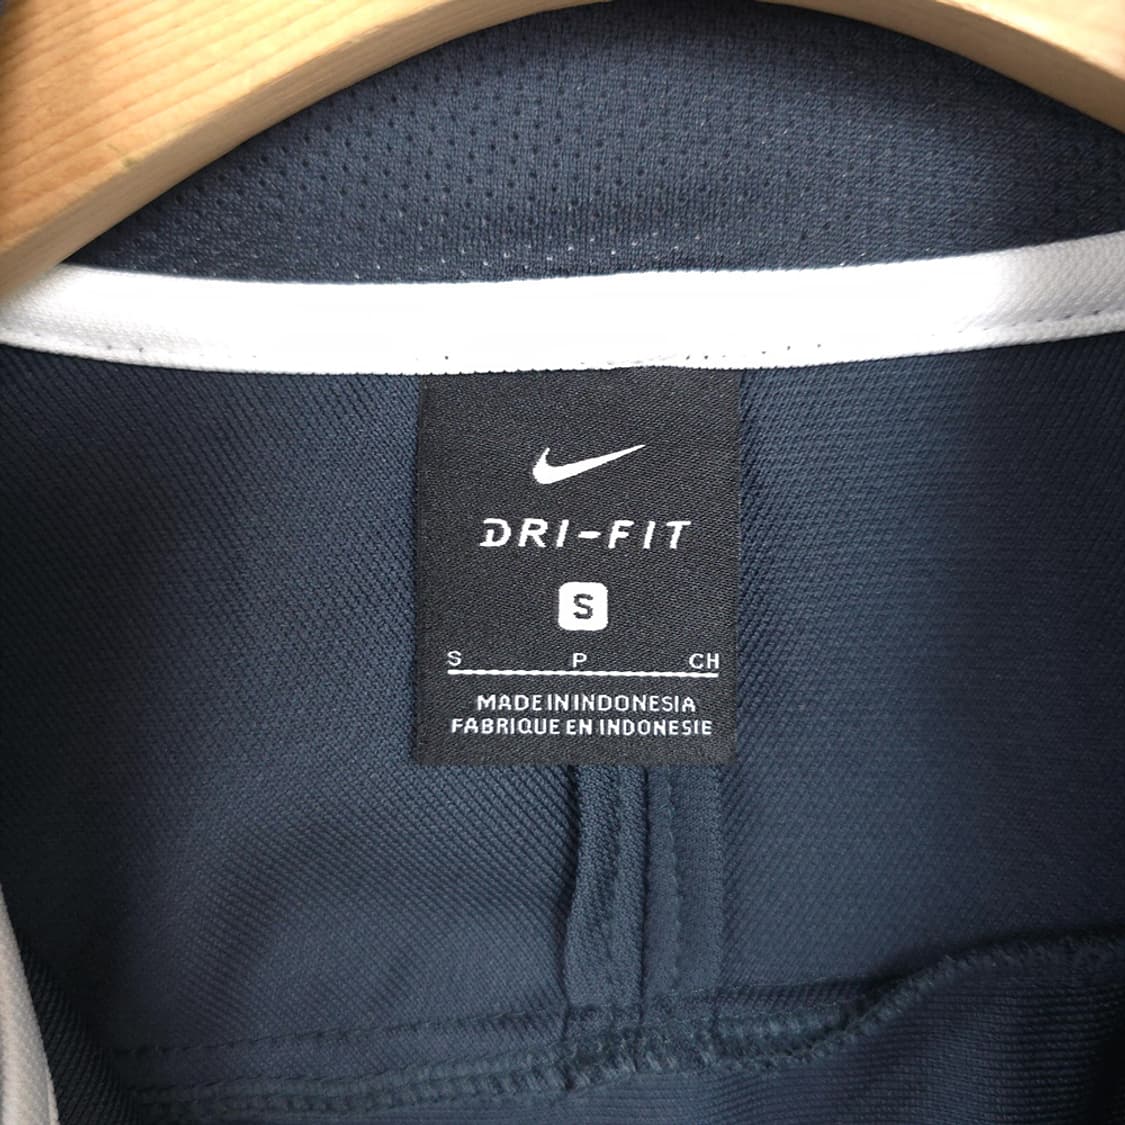 DRI-FIT
S
S P CH
MADE IN INDONESIA
FABRIQUE EN INDONESIE